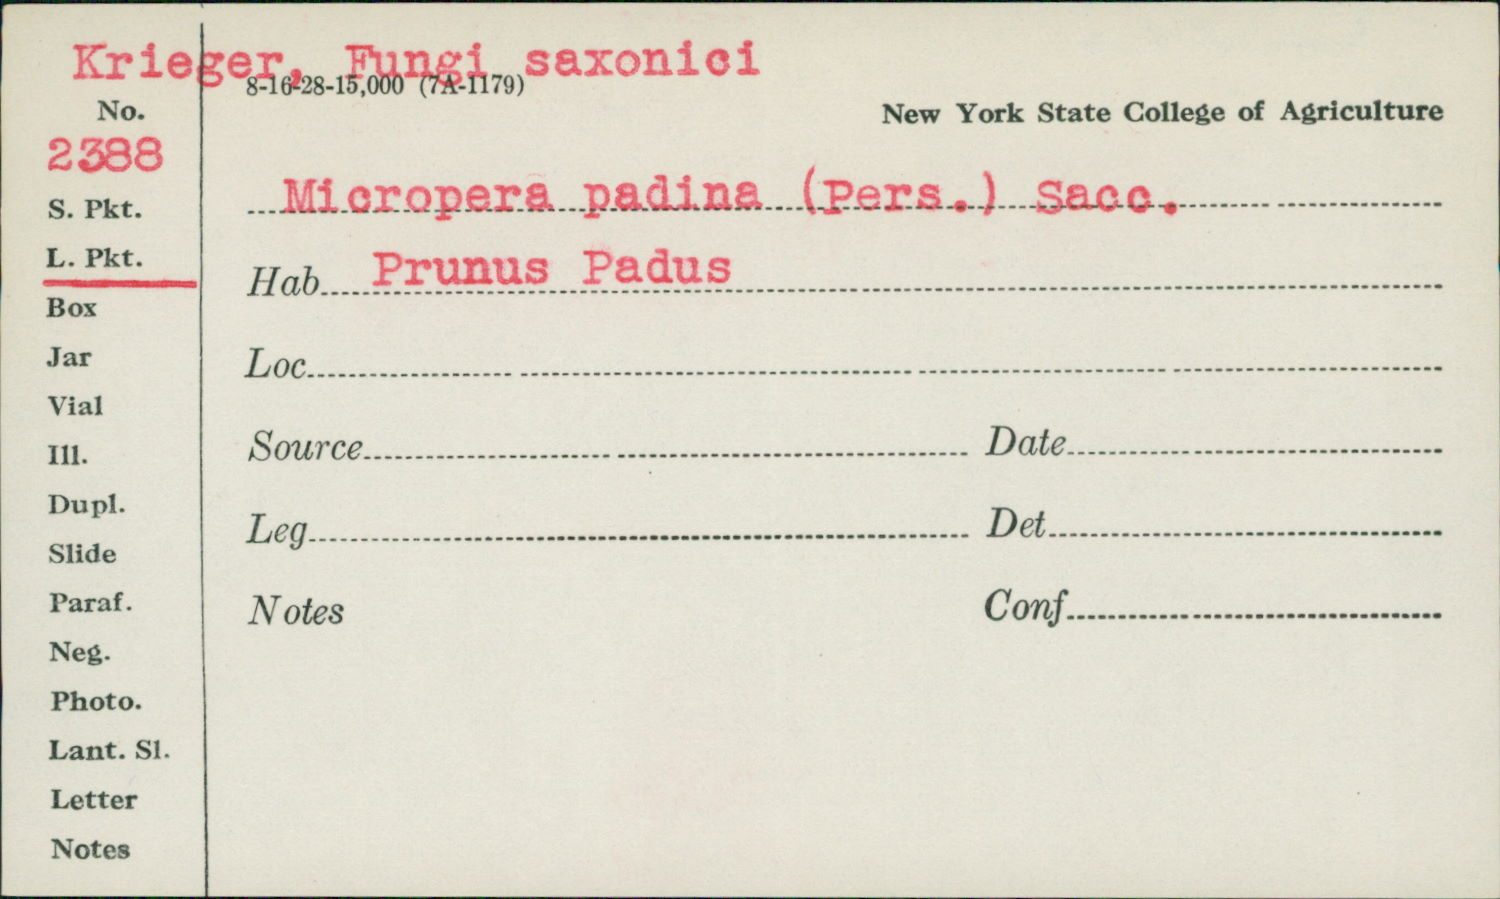 Krieger, Fungi saxonici
8-16-28-15,000 (7A-1179)
No.
New York State College of Agriculture
2388
Micropera padina (Pers.) Sacc.
S. Pkt.
L. Pkt.
Hab. Prunus Padus
Box
Jar
Loc.
Vial
Ill.
Source
Date
Dupl.
Leg.
Det.
Slide
Paraf.
Notes
Conf.
Neg.
Photo.
Lant. Sl.
Letter
Notes